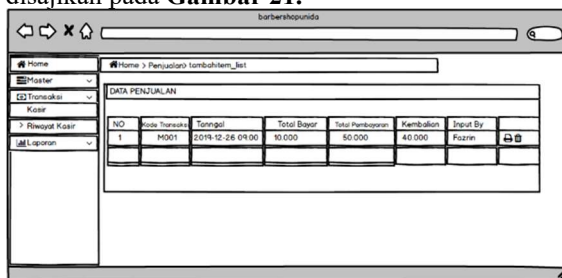 disajikan pada Gambar 21.
barbershopunida
Home
Home > Penjualan> tambahitem_list
Master
Transaksi
Kasir
> Riwayat Kasir
Laporan
DATA PENJUALAN
NO Kode Transaksi Tanngal Total Bayar Total Pembayaran Kembalian Input By
1 M001 2019-12-26 09:00 10.000 50.000 40.000 Fazrin